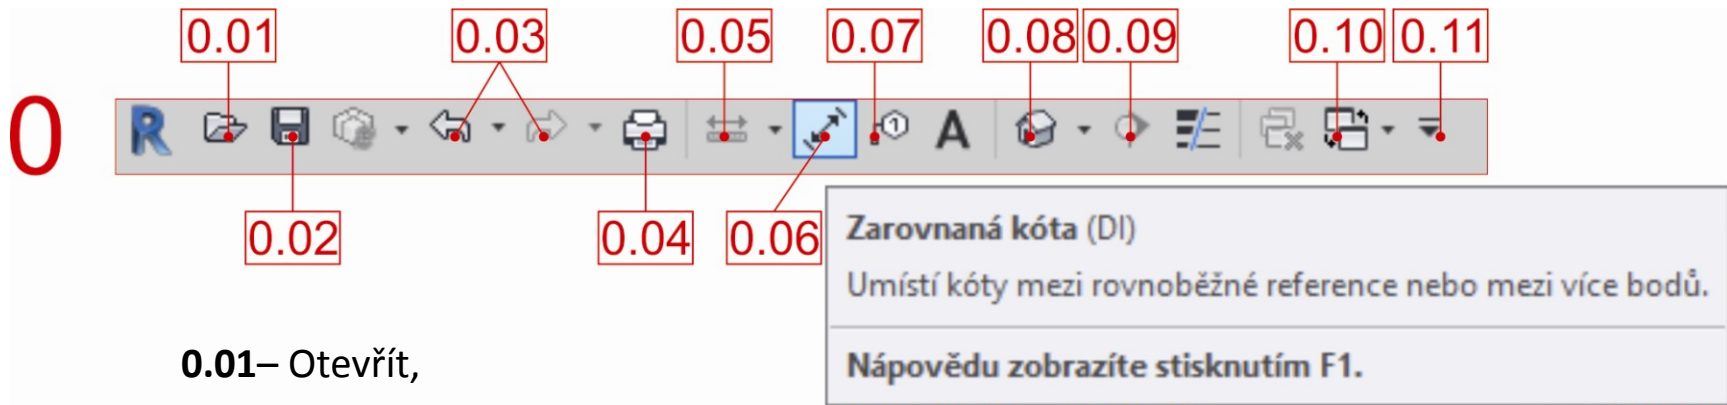 0.01 0.03 0.05 0.07 0.08 0.09 0.10 0.11
0
R 1 A
0.02 0.04 0.06
Zarovnaná kóta (DI)
Umístí kóty mezi rovnoběžné reference nebo mezi více bodů.
0.01– Otevřít,
Nápovědu zobrazíte stisknutím F1.